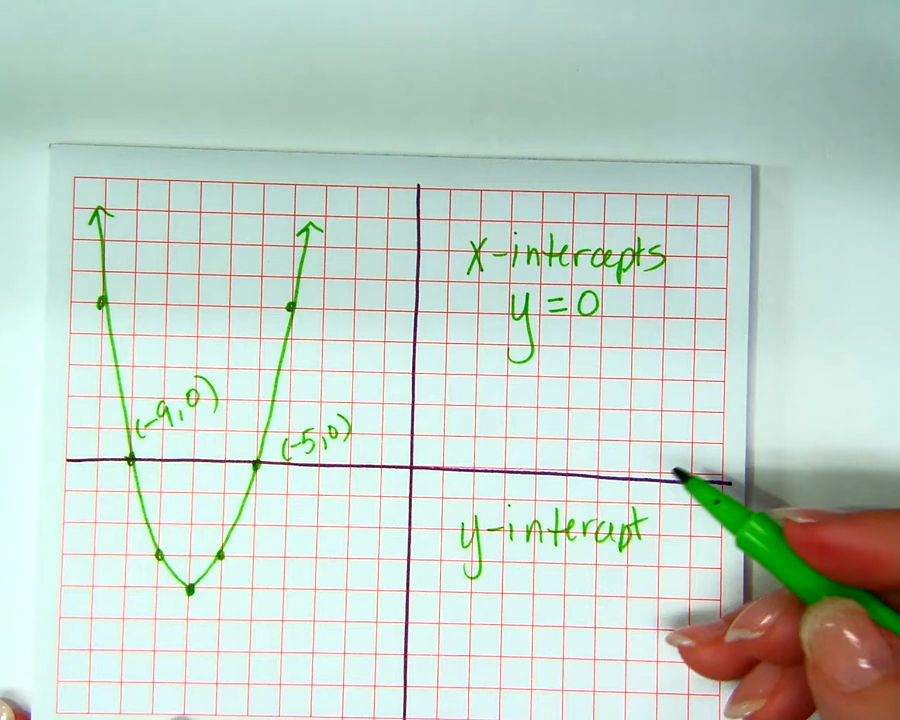 x-intercepts
y=0
(-9,0)
(-5,0)
y-intercept